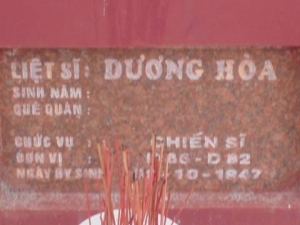 LIỆT SĨ: DƯƠNG HÒA
SINH NĂM:
QUÊ QUÁN:
CHỨC VỤ: CHIẾN SĨ
ĐƠN VỊ: D 82
NGÀY HY SINH 10-1947